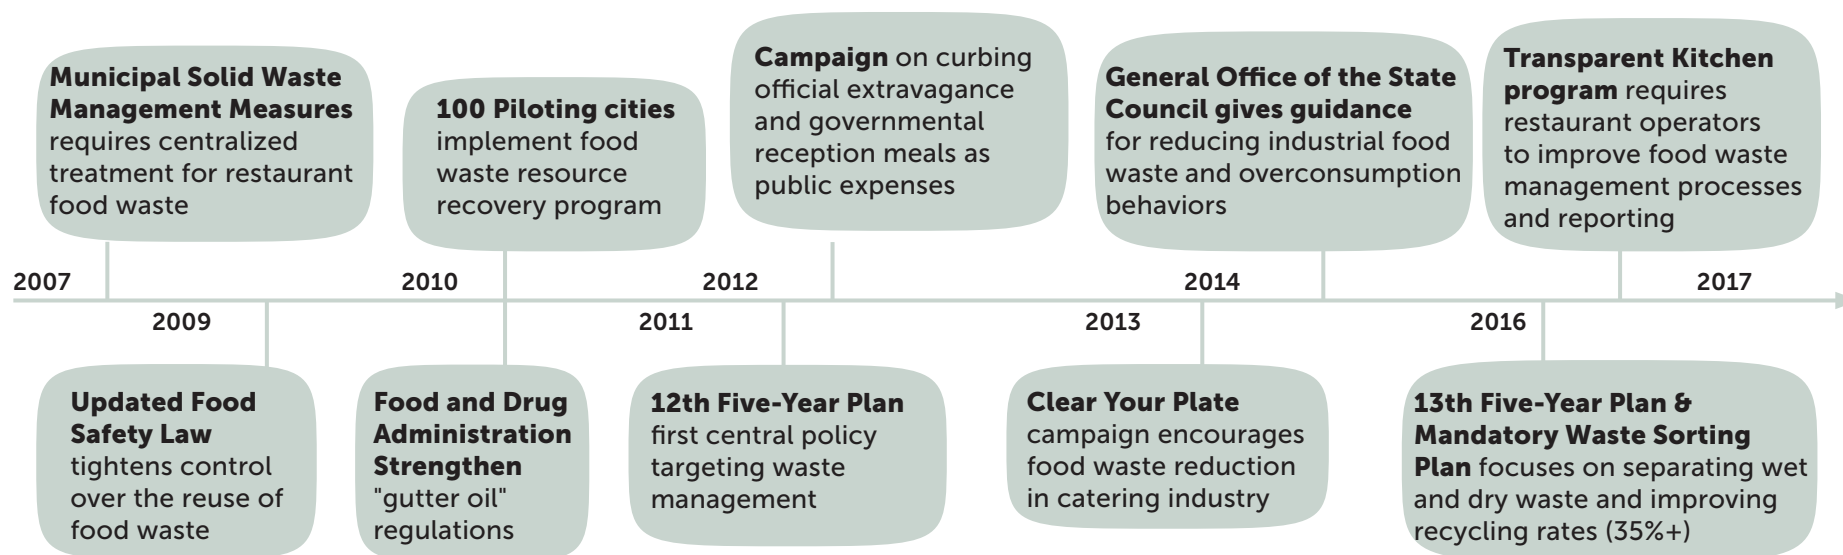 Municipal Solid Waste
Management Measures
requires centralized
treatment for restaurant
food waste
100 Piloting cities
implement food
waste resource
recovery program
Campaign on curbing
official extravagance
and governmental
reception meals as
public expenses
General Office of the State
Council gives guidance
for reducing industrial food
waste and overconsumption
behaviors
Transparent Kitchen
program requires
restaurant operators
to improve food waste
management processes
and reporting
2007
2010
2012
2014
2017
2009
2011
2013
2016
Updated Food
Safety Law
tightens control
over the reuse of
food waste
Food and Drug
Administration
Strengthen
"gutter oil"
regulations
12th Five-Year Plan
first central policy
targeting waste
management
Clear Your Plate
campaign encourages
food waste reduction
in catering industry
13th Five-Year Plan &
Mandatory Waste Sorting
Plan focuses on separating wet
and dry waste and improving
recycling rates (35%+)